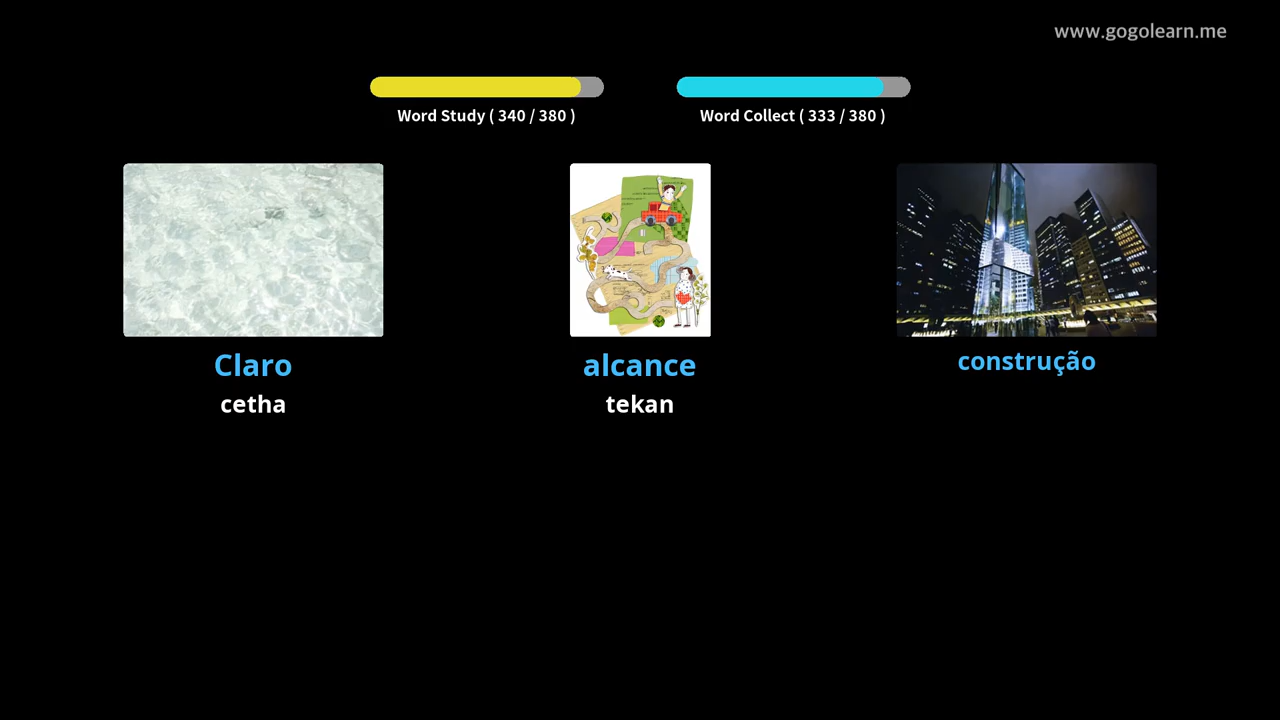 www.gogolearn.me
Word Study ( 340 / 380 )
Word Collect ( 333 / 380 )
Claro
alcance
construção
cetha
tekan